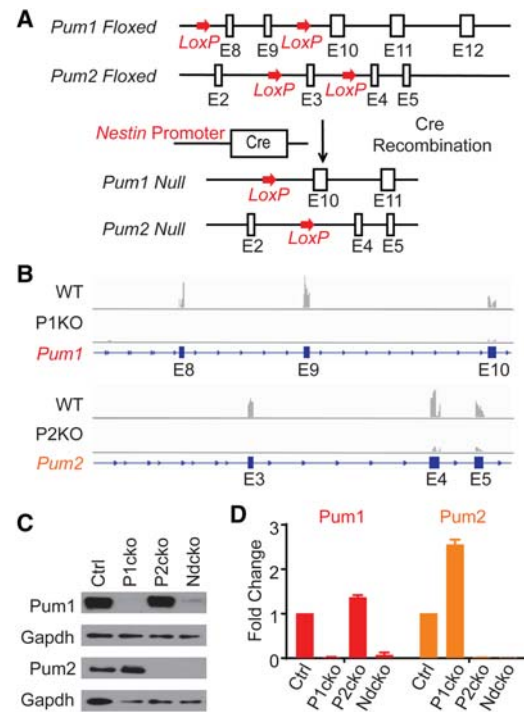 A
Pum1 Floxed
LoxP
E8
E9
LoxP
E10
E11
E12
Pum2 Floxed
E2
LoxP
E3
LoxP
E4
E5
Nestin Promoter
Cre
Cre
Recombination
Pum1 Null
LoxP
E10
E11
Pum2 Null
E2
LoxP
E4
E5
B
WT
P1KO
Pum1
E8
E9
E10
WT
P2KO
Pum2
E3
E4
E5
C
Ctrl
P1cko
P2cko
Ndcko
Pum1
Gapdh
Pum2
Gapdh
D
Pum1
Pum2
Fold Change
3
2
1
0
Ctrl
P1cko
P2cko
Ndcko
Ctrl
P1cko
P2cko
Ndcko